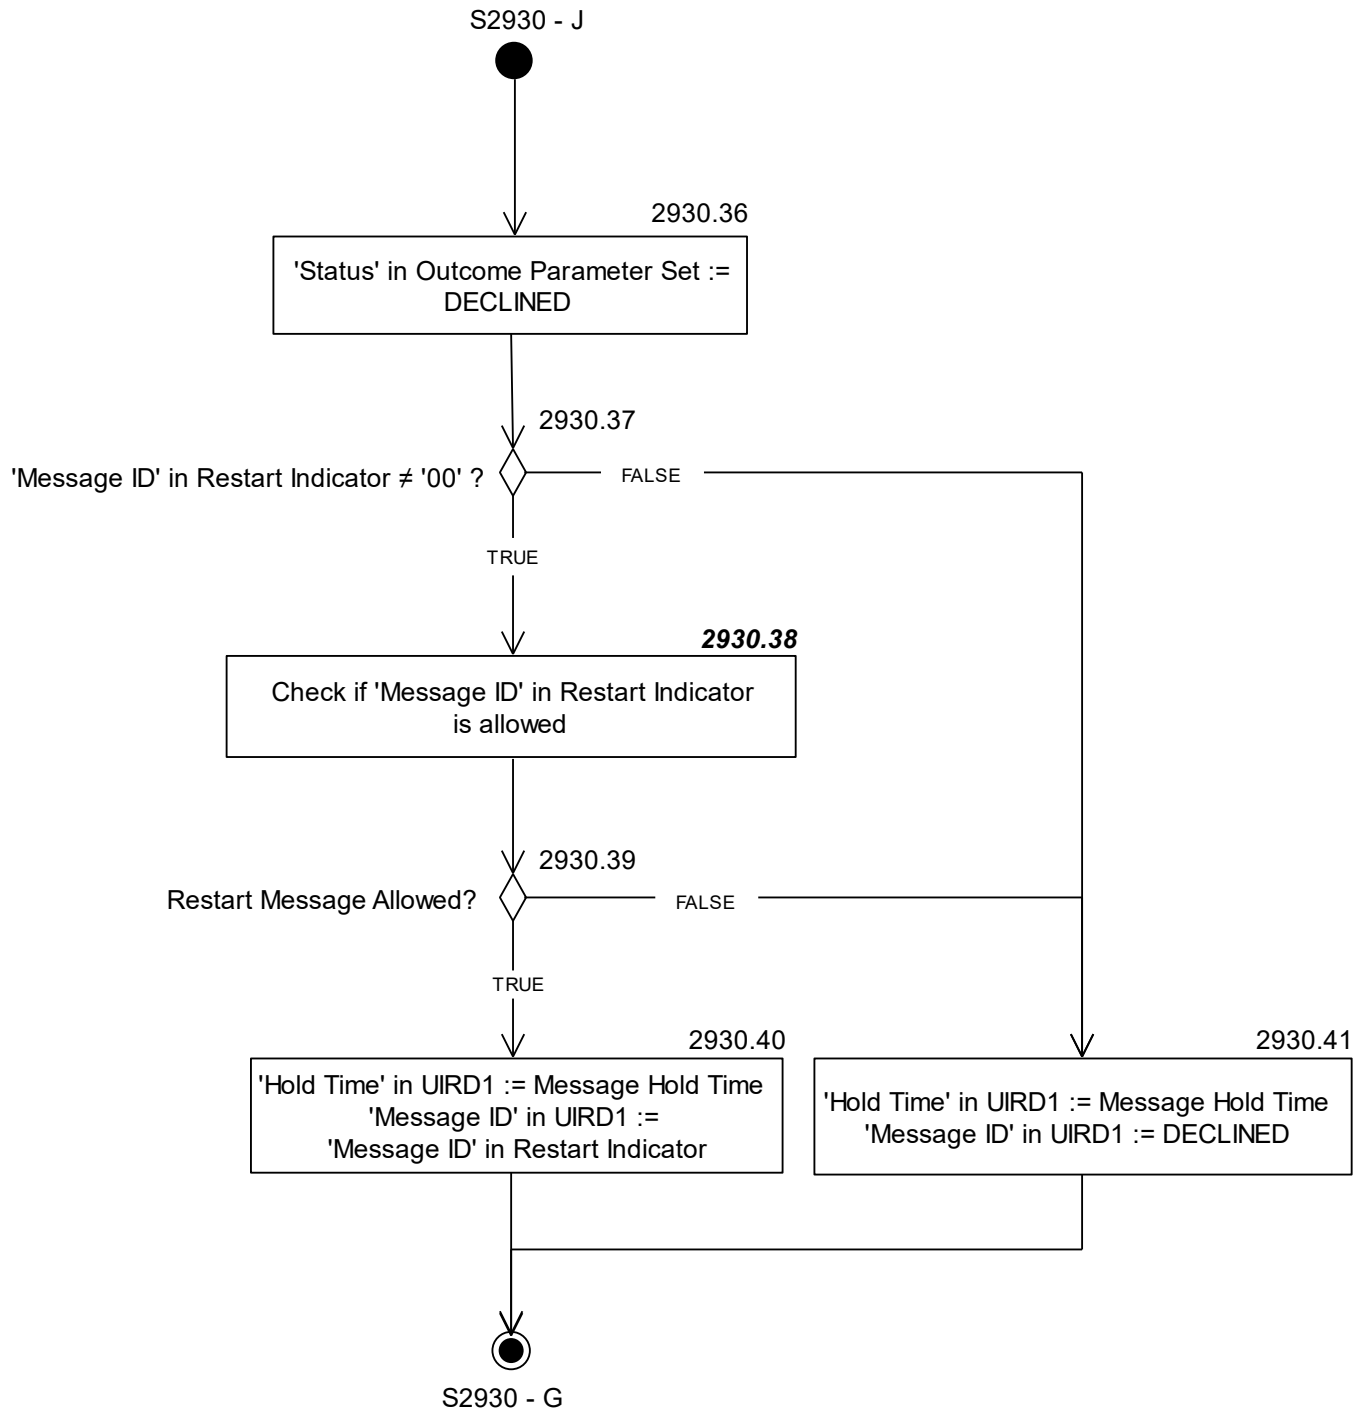 S2930 - J
2930.36
'Status' in Outcome Parameter Set :=
DECLINED
2930.37
'Message ID' in Restart Indicator ≠ '00' ?
FALSE
TRUE
2930.38
Check if 'Message ID' in Restart Indicator
is allowed
2930.39
Restart Message Allowed?
FALSE
TRUE
2930.40
'Hold Time' in UIRD1 := Message Hold Time
'Message ID' in UIRD1 :=
'Message ID' in Restart Indicator
2930.41
'Hold Time' in UIRD1 := Message Hold Time
'Message ID' in UIRD1 := DECLINED
S2930 - G